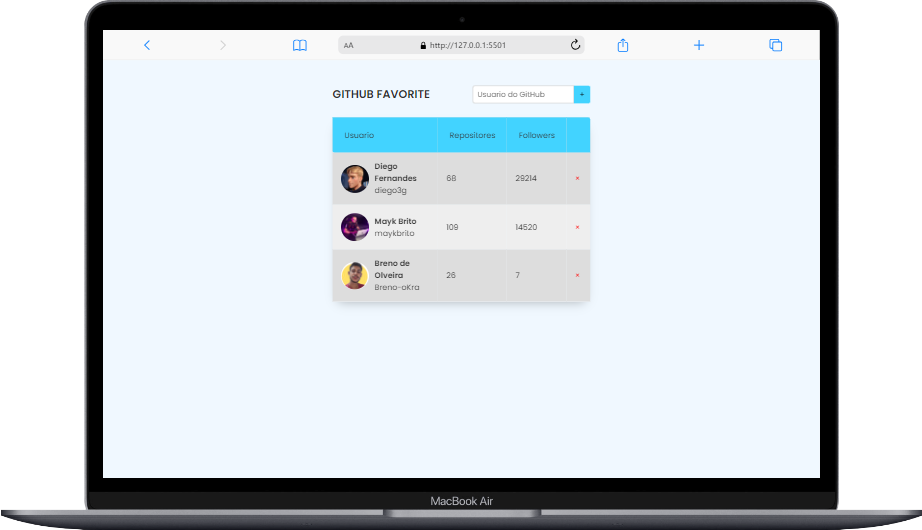 AA
http://127.0.0.1:5501
GITHUB FAVORITE
Usuario do GitHub
+
Usuario Repositores Followers
Diego
Fernandes
diego3g
68 29214 ×
Mayk Brito
maykbrito
109 14520 ×
Breno de
Olveira
Breno-oKra
26 7 ×
MacBook Air